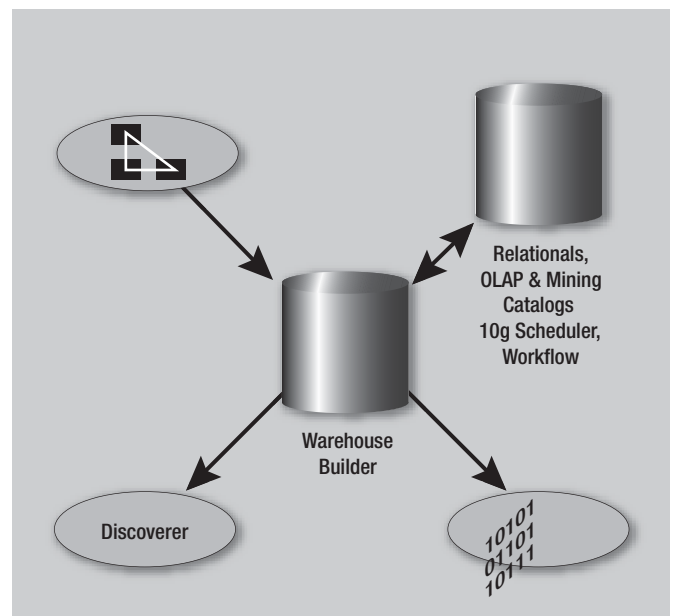 Relationals,
OLAP & Mining
Catalogs
10g Scheduler,
Workflow
Warehouse
Builder
Discoverer
10101
01101
10111